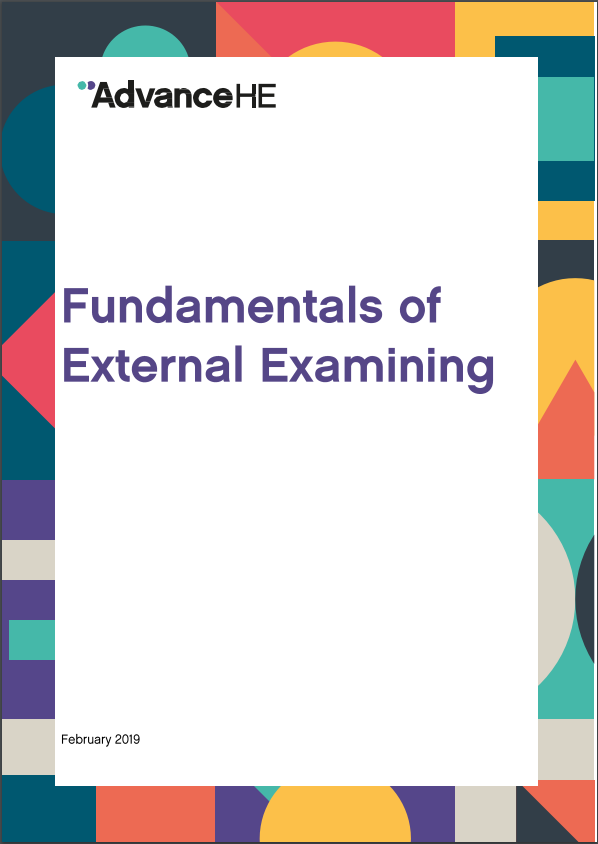 AdvanceHE
Fundamentals of
External Examining
February 2019